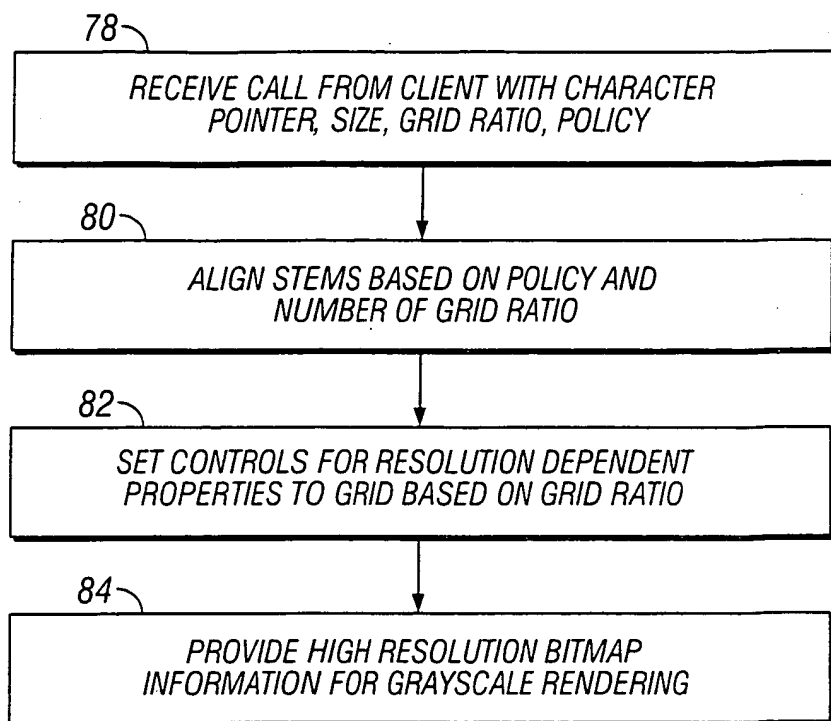 78
RECEIVE CALL FROM CLIENT WITH CHARACTER
POINTER, SIZE, GRID RATIO, POLICY
80
ALIGN STEMS BASED ON POLICY AND
NUMBER OF GRID RATIO
82
SET CONTROLS FOR RESOLUTION DEPENDENT
PROPERTIES TO GRID BASED ON GRID RATIO
84
PROVIDE HIGH RESOLUTION BITMAP
INFORMATION FOR GRAYSCALE RENDERING